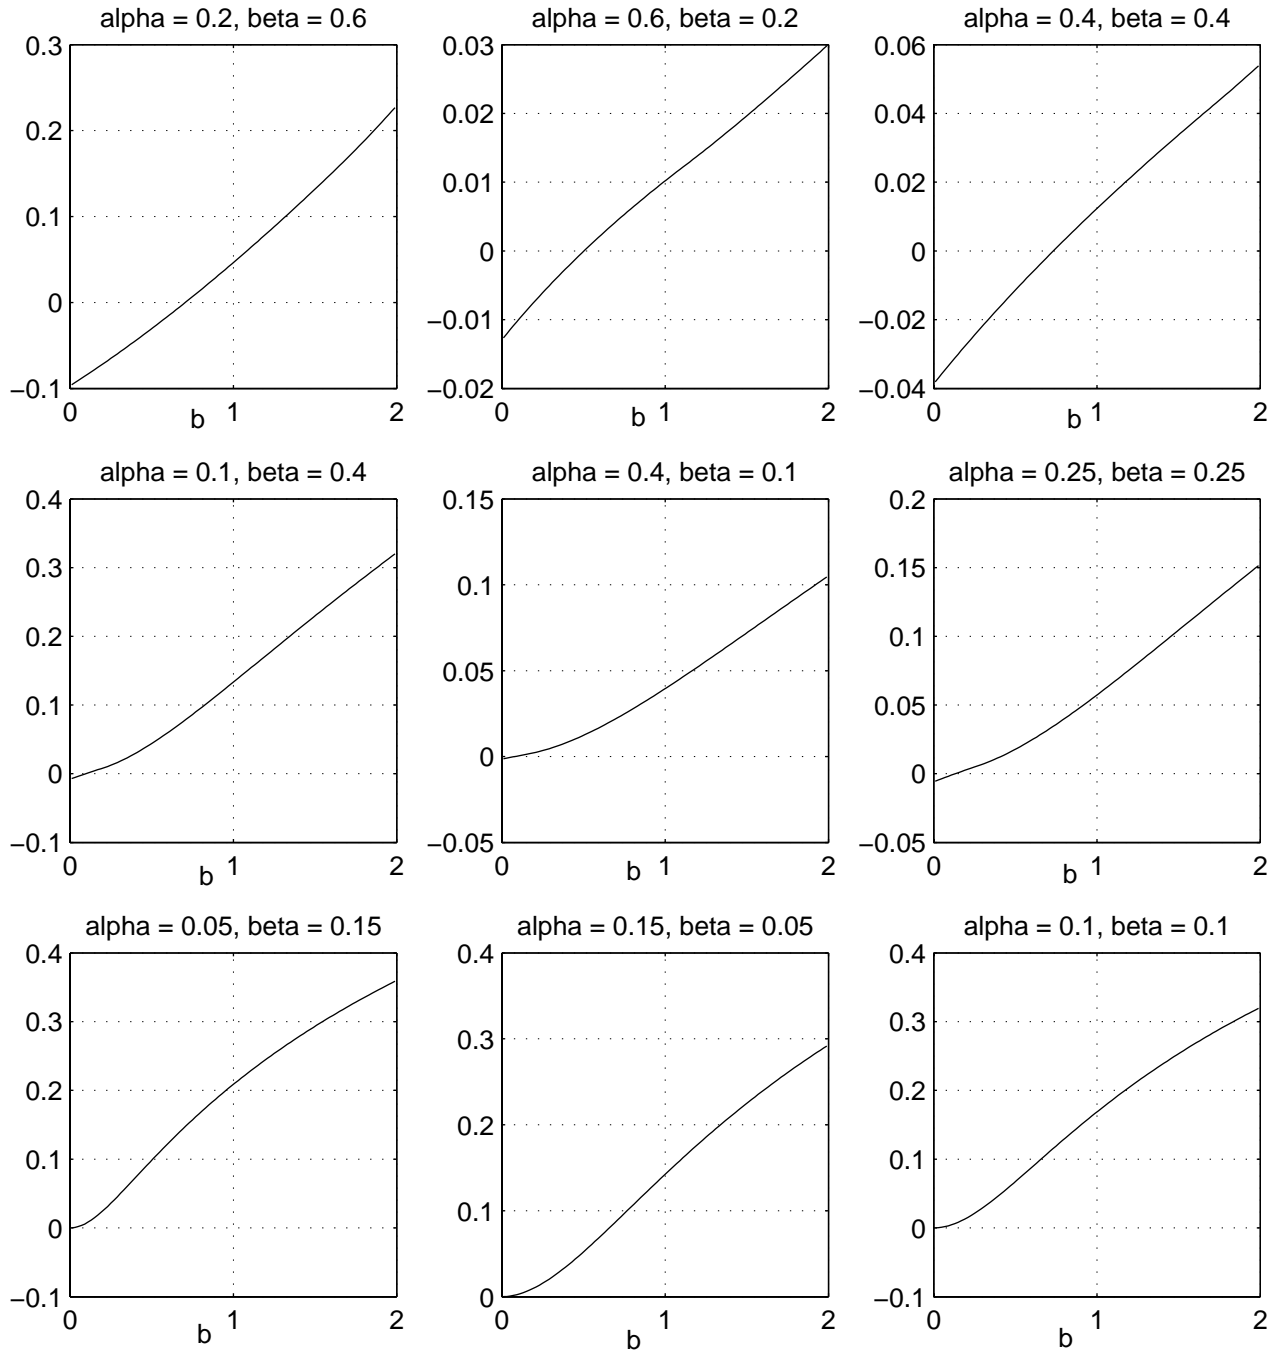 alpha = 0.2, beta = 0.6
0.3
0.2
0.1
0
−0.1
0 1 2
b
alpha = 0.6, beta = 0.2
0.03
0.02
0.01
0
−0.01
−0.02
0 1 2
b
alpha = 0.4, beta = 0.4
0.06
0.04
0.02
0
−0.02
−0.04
0 1 2
b
alpha = 0.1, beta = 0.4
0.4
0.3
0.2
0.1
0
−0.1
0 1 2
b
alpha = 0.4, beta = 0.1
0.15
0.1
0.05
0
−0.05
0 1 2
b
alpha = 0.25, beta = 0.25
0.2
0.15
0.1
0.05
0
−0.05
0 1 2
b
alpha = 0.05, beta = 0.15
0.4
0.3
0.2
0.1
0
−0.1
0 1 2
b
alpha = 0.15, beta = 0.05
0.4
0.3
0.2
0.1
0
0 1 2
b
alpha = 0.1, beta = 0.1
0.4
0.3
0.2
0.1
0
−0.1
0 1 2
b